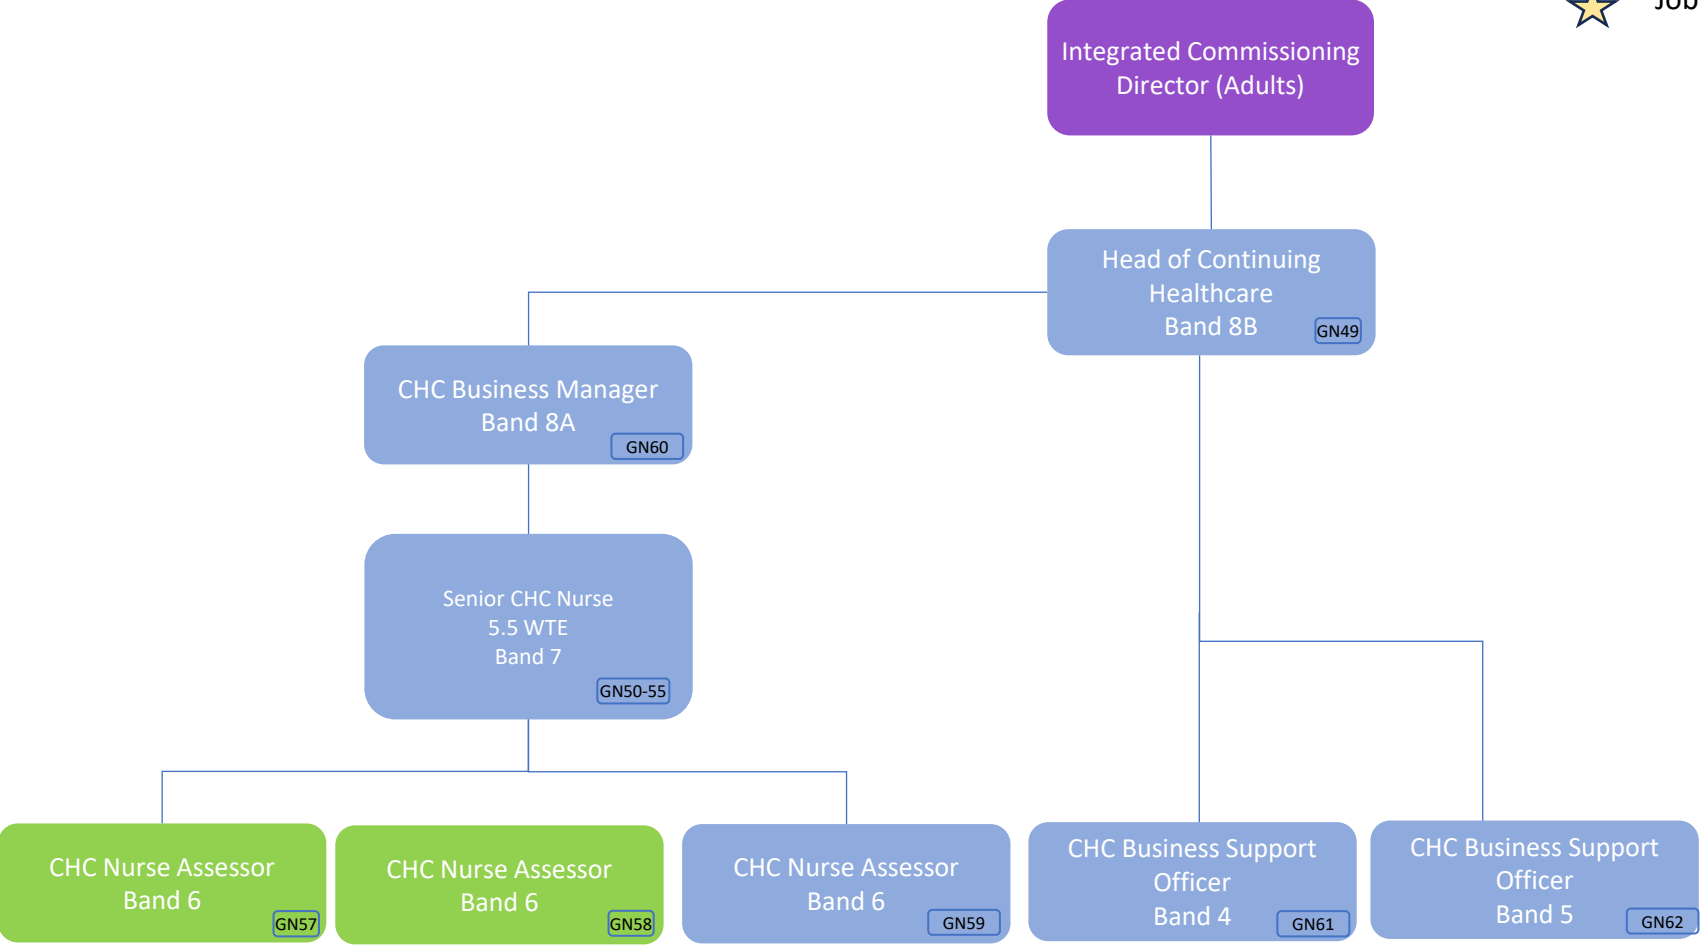 Job
Integrated Commissioning
Director (Adults)
Head of Continuing
Healthcare
Band 8B
GN49
CHC Business Manager
Band 8A
GN60
Senior CHC Nurse
5.5 WTE
Band 7
GN50-55
CHC Nurse Assessor
Band 6
GN57
CHC Nurse Assessor
Band 6
GN58
CHC Nurse Assessor
Band 6
GN59
CHC Business Support
Officer
Band 4
GN61
CHC Business Support
Officer
Band 5
GN62